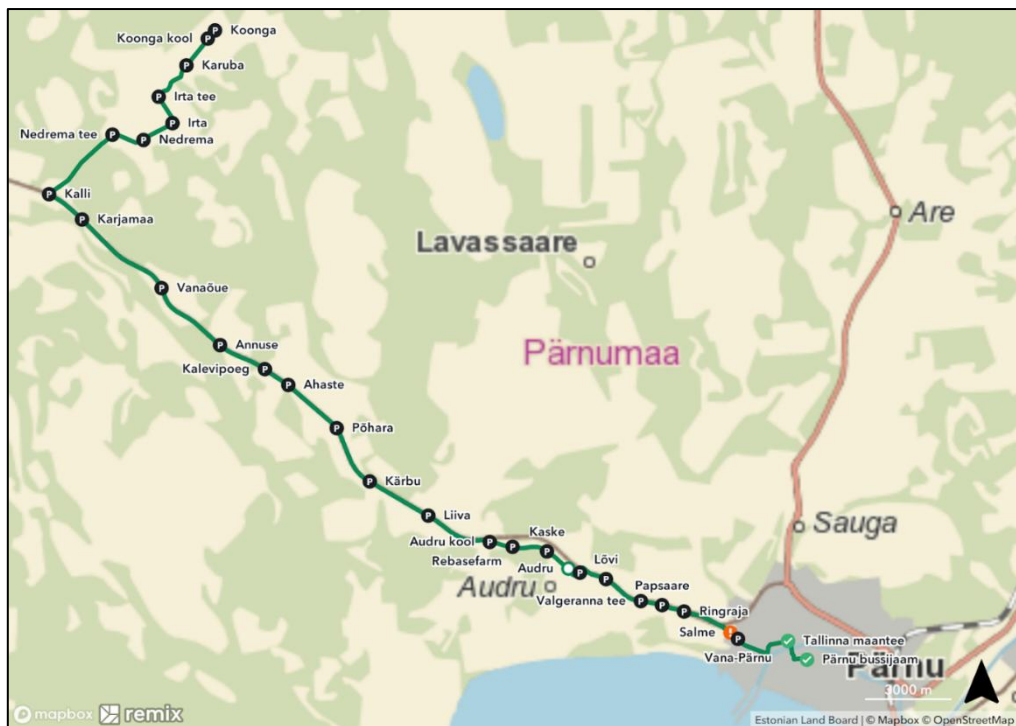 Koonga
Koonga kool
Karuba
Irta tee
Irta
Nedrema tee
Nedrema
Kalli
Karjamaa
Are
Lavassaare
Vanaõue
Annuse
Pärnumaa
Kalevipoeg
Ahaste
Põhara
Kärbu
Liiva
Sauga
Kaske
Audru kool
Rebasefarm
Audru
Lõvi
Audru
Papsaare
Valgeranna tee
Ringraja
Salme
Tallinna maantee
Vana-Pärnu
Pärnu bussijaam
Pärnu
3000 m
mapbox remix
Estonian Land Board | © Mapbox © OpenStreetMap